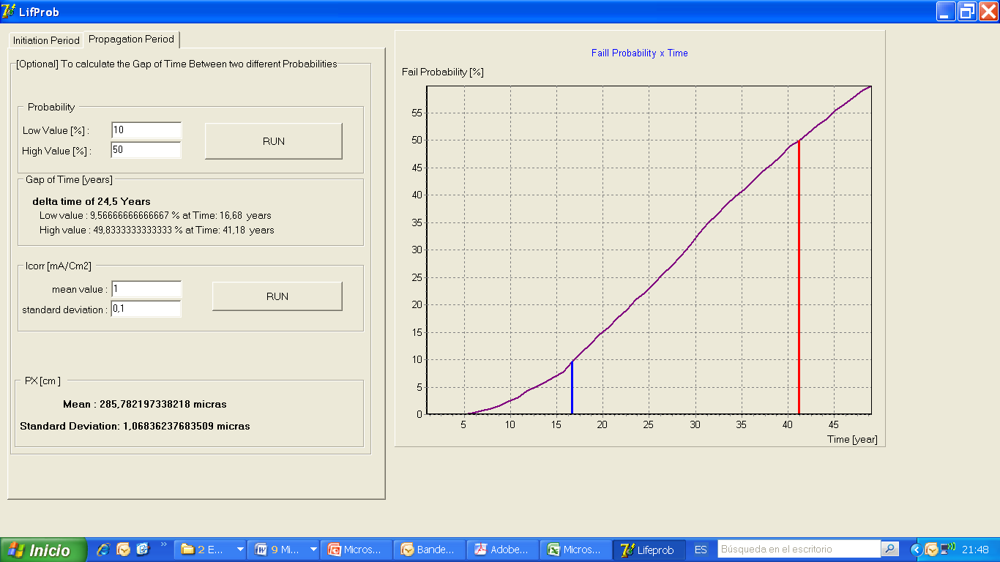 LifProb
Initiation Period
Propagation Period
[Optional] To calculate the Gap of Time Between two different Probabilities
Probability
Low Value [%] :
10
High Value [%] :
50
RUN
Gap of Time [years]
delta time of 24,5 Years
Low value : 9,56666666666667 % at Time: 16,68 years
High value : 49,8333333333333 % at Time: 41,18 years
Icorr [mA/Cm2]
mean value :
1
standard deviation :
0,1
RUN
PX [cm ]
Mean : 285,782197338218 micras
Standard Deviation: 1,06836237683509 micras
Faill Probability x Time
Fail Probability [%]
55
50
45
40
35
30
25
20
15
10
5
0
5 10 15 20 25 30 35 40 45
Time [year]
Inicio
2 E...
9 Mi...
Micros...
Bande...
Adobe...
Micros...
Lifeprob
ES
Búsqueda en el escritorio
21:48